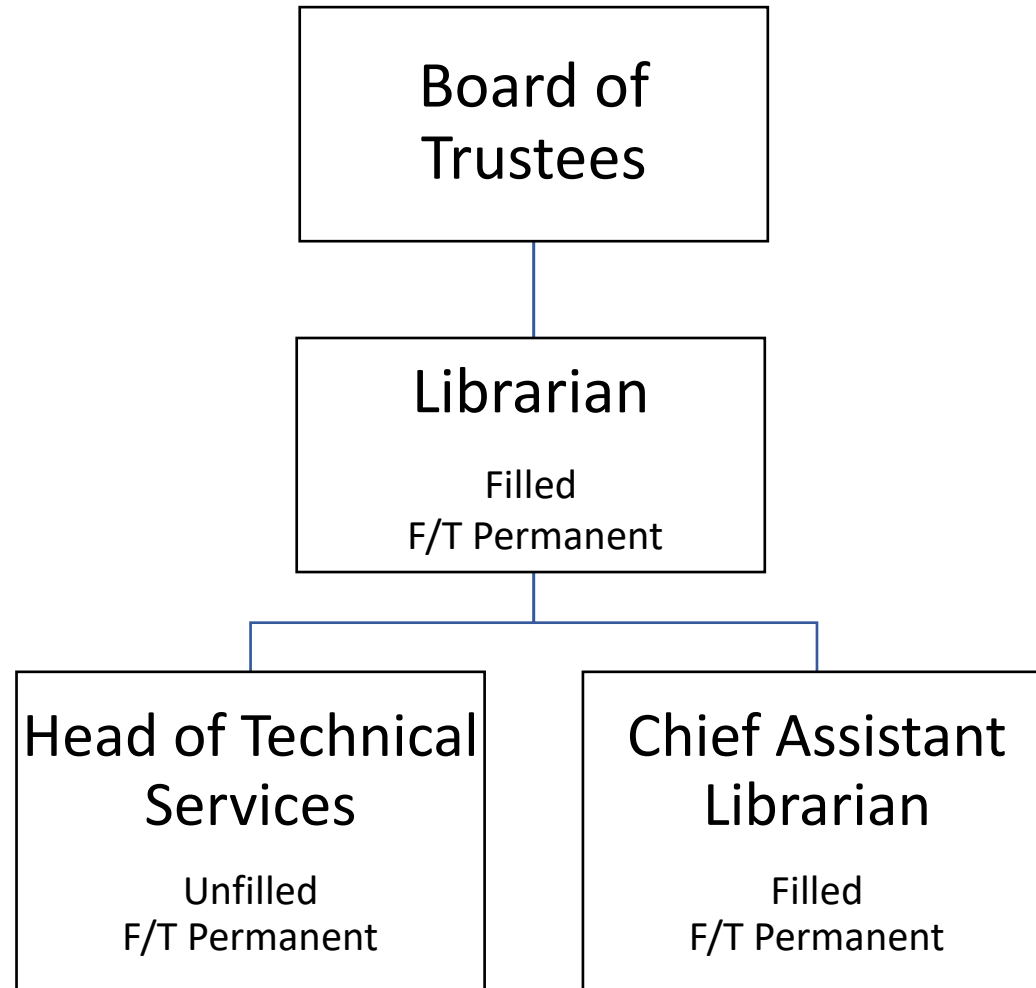 Board of
Trustees
Librarian
Filled
F/T Permanent
Head of Technical
Services
Unfilled
F/T Permanent
Chief Assistant
Librarian
Filled
F/T Permanent